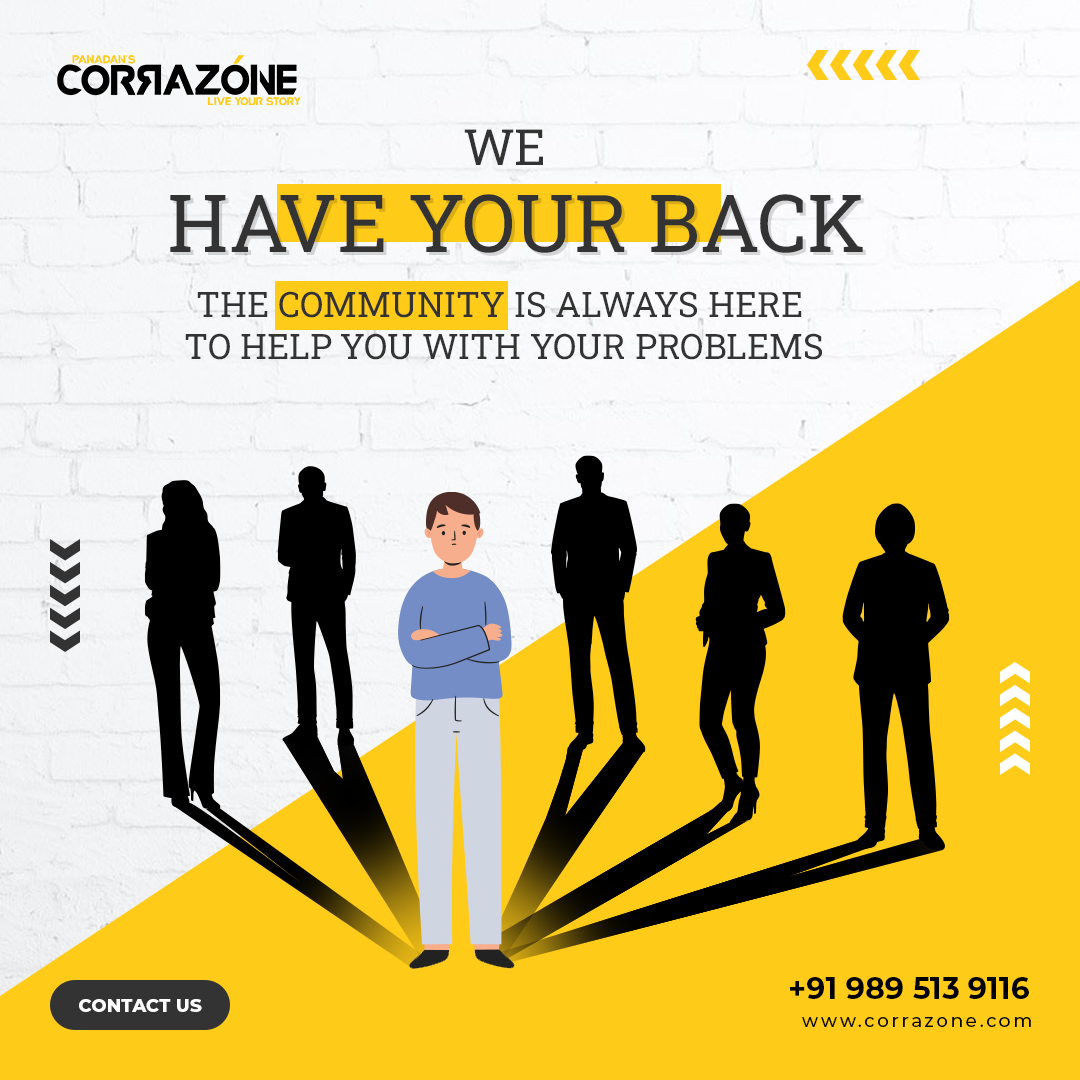 PANADAN'S
CORRAZÓNE
LIVE YOUR STORY
WE
HAVE YOUR BACK
THE COMMUNITY IS ALWAYS HERE
TO HELP YOU WITH YOUR PROBLEMS
CONTACT US
+91 989 513 9116
www.corrazone.com